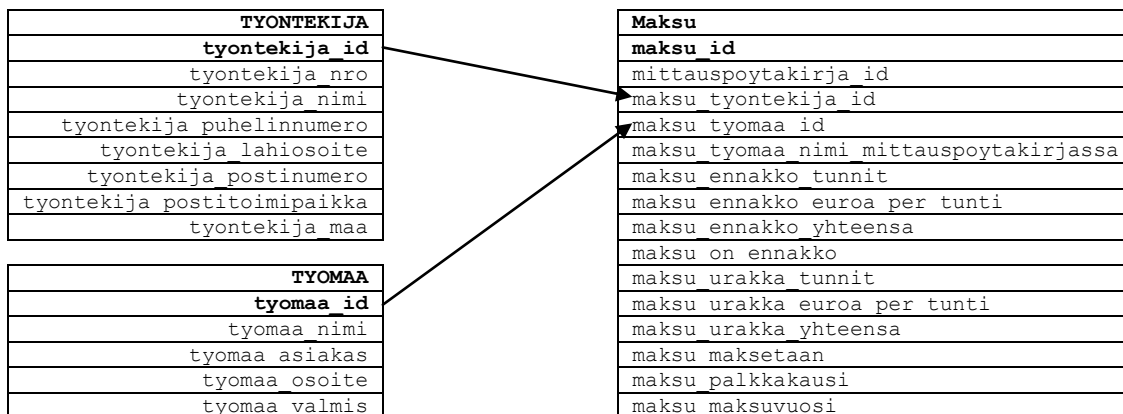 TYONTEKIJA
tyontekija_id
tyontekija_nro
tyontekija_nimi
tyontekija_puhelinnumero
tyontekija_lahiosoite
tyontekija_postinumero
tyontekija_postitoimipaikka
tyontekija_maa
TYOMAA
tyomaa_id
tyomaa_nimi
tyomaa_asiakas
tyomaa_osoite
tyomaa_valmis
Maksu
maksu_id
mittauspoytakirja_id
maksu_tyontekija_id
maksu_tyomaa_id
maksu_tyomaa_nimi_mittauspoytakirjassa
maksu_ennakko_tunnit
maksu_ennakko_euroa_per_tunti
maksu_ennakko_yhteensa
maksu_on_ennakko
maksu_urakka_tunnit
maksu_urakka_euroa_per_tunti
maksu_urakka_yhteensa
maksu_maksetaan
maksu_palkkakausi
maksu_maksuvuosi